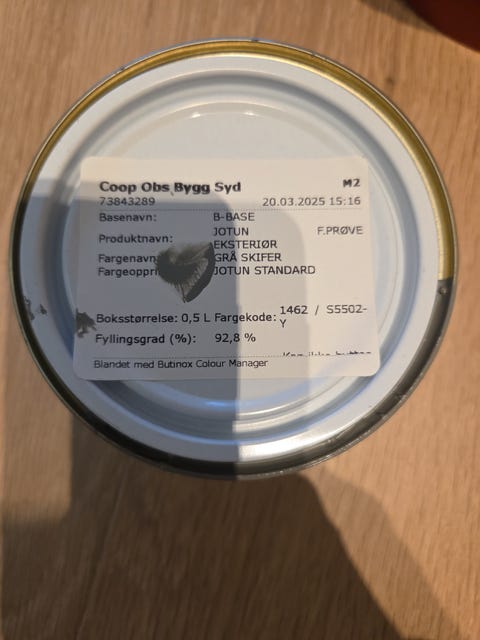 Coop Obs Bygg Syd M2
73843289 20.03.2025 15:16
Basenavn: B-BASE
Produktnavn: JOTUN F.PRØVE
EKSTERIØR
Fargenavn GRÅ SKIFER
Fargeoppri JOTUN STANDARD
Boksstørrelse: 0,5 L Fargekode: 1462 / S5502-
Y
Fyllingsgrad (%): 92,8 %
Blandet med Butinox Colour Manager